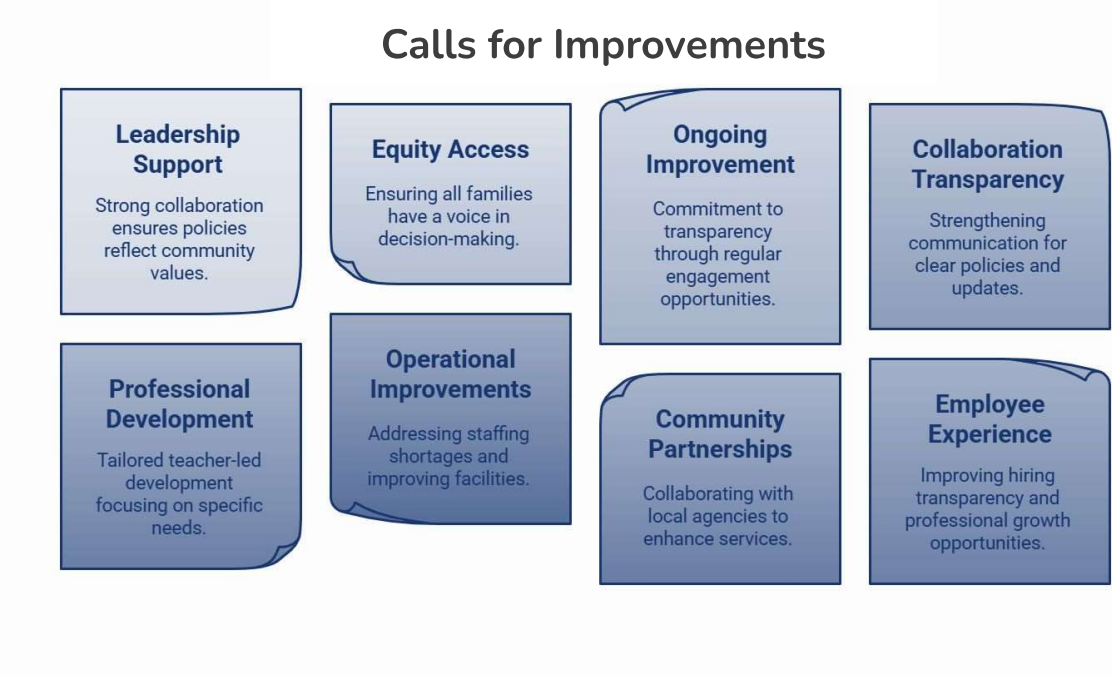 Calls for Improvements
Leadership
Support
Strong collaboration
ensures policies
reflect community
values.
Equity Access
Ensuring all families
have a voice in
decision-making.
Ongoing
Improvement
Commitment to
transparency
through regular
engagement
opportunities.
Collaboration
Transparency
Strengthening
communication for
clear policies and
updates.
Professional
Development
Tailored teacher-led
development
focusing on specific
needs.
Operational
Improvements
Addressing staffing
shortages and
improving facilities.
Community
Partnerships
Collaborating with
local agencies to
enhance services.
Employee
Experience
Improving hiring
transparency and
professional growth
opportunities.